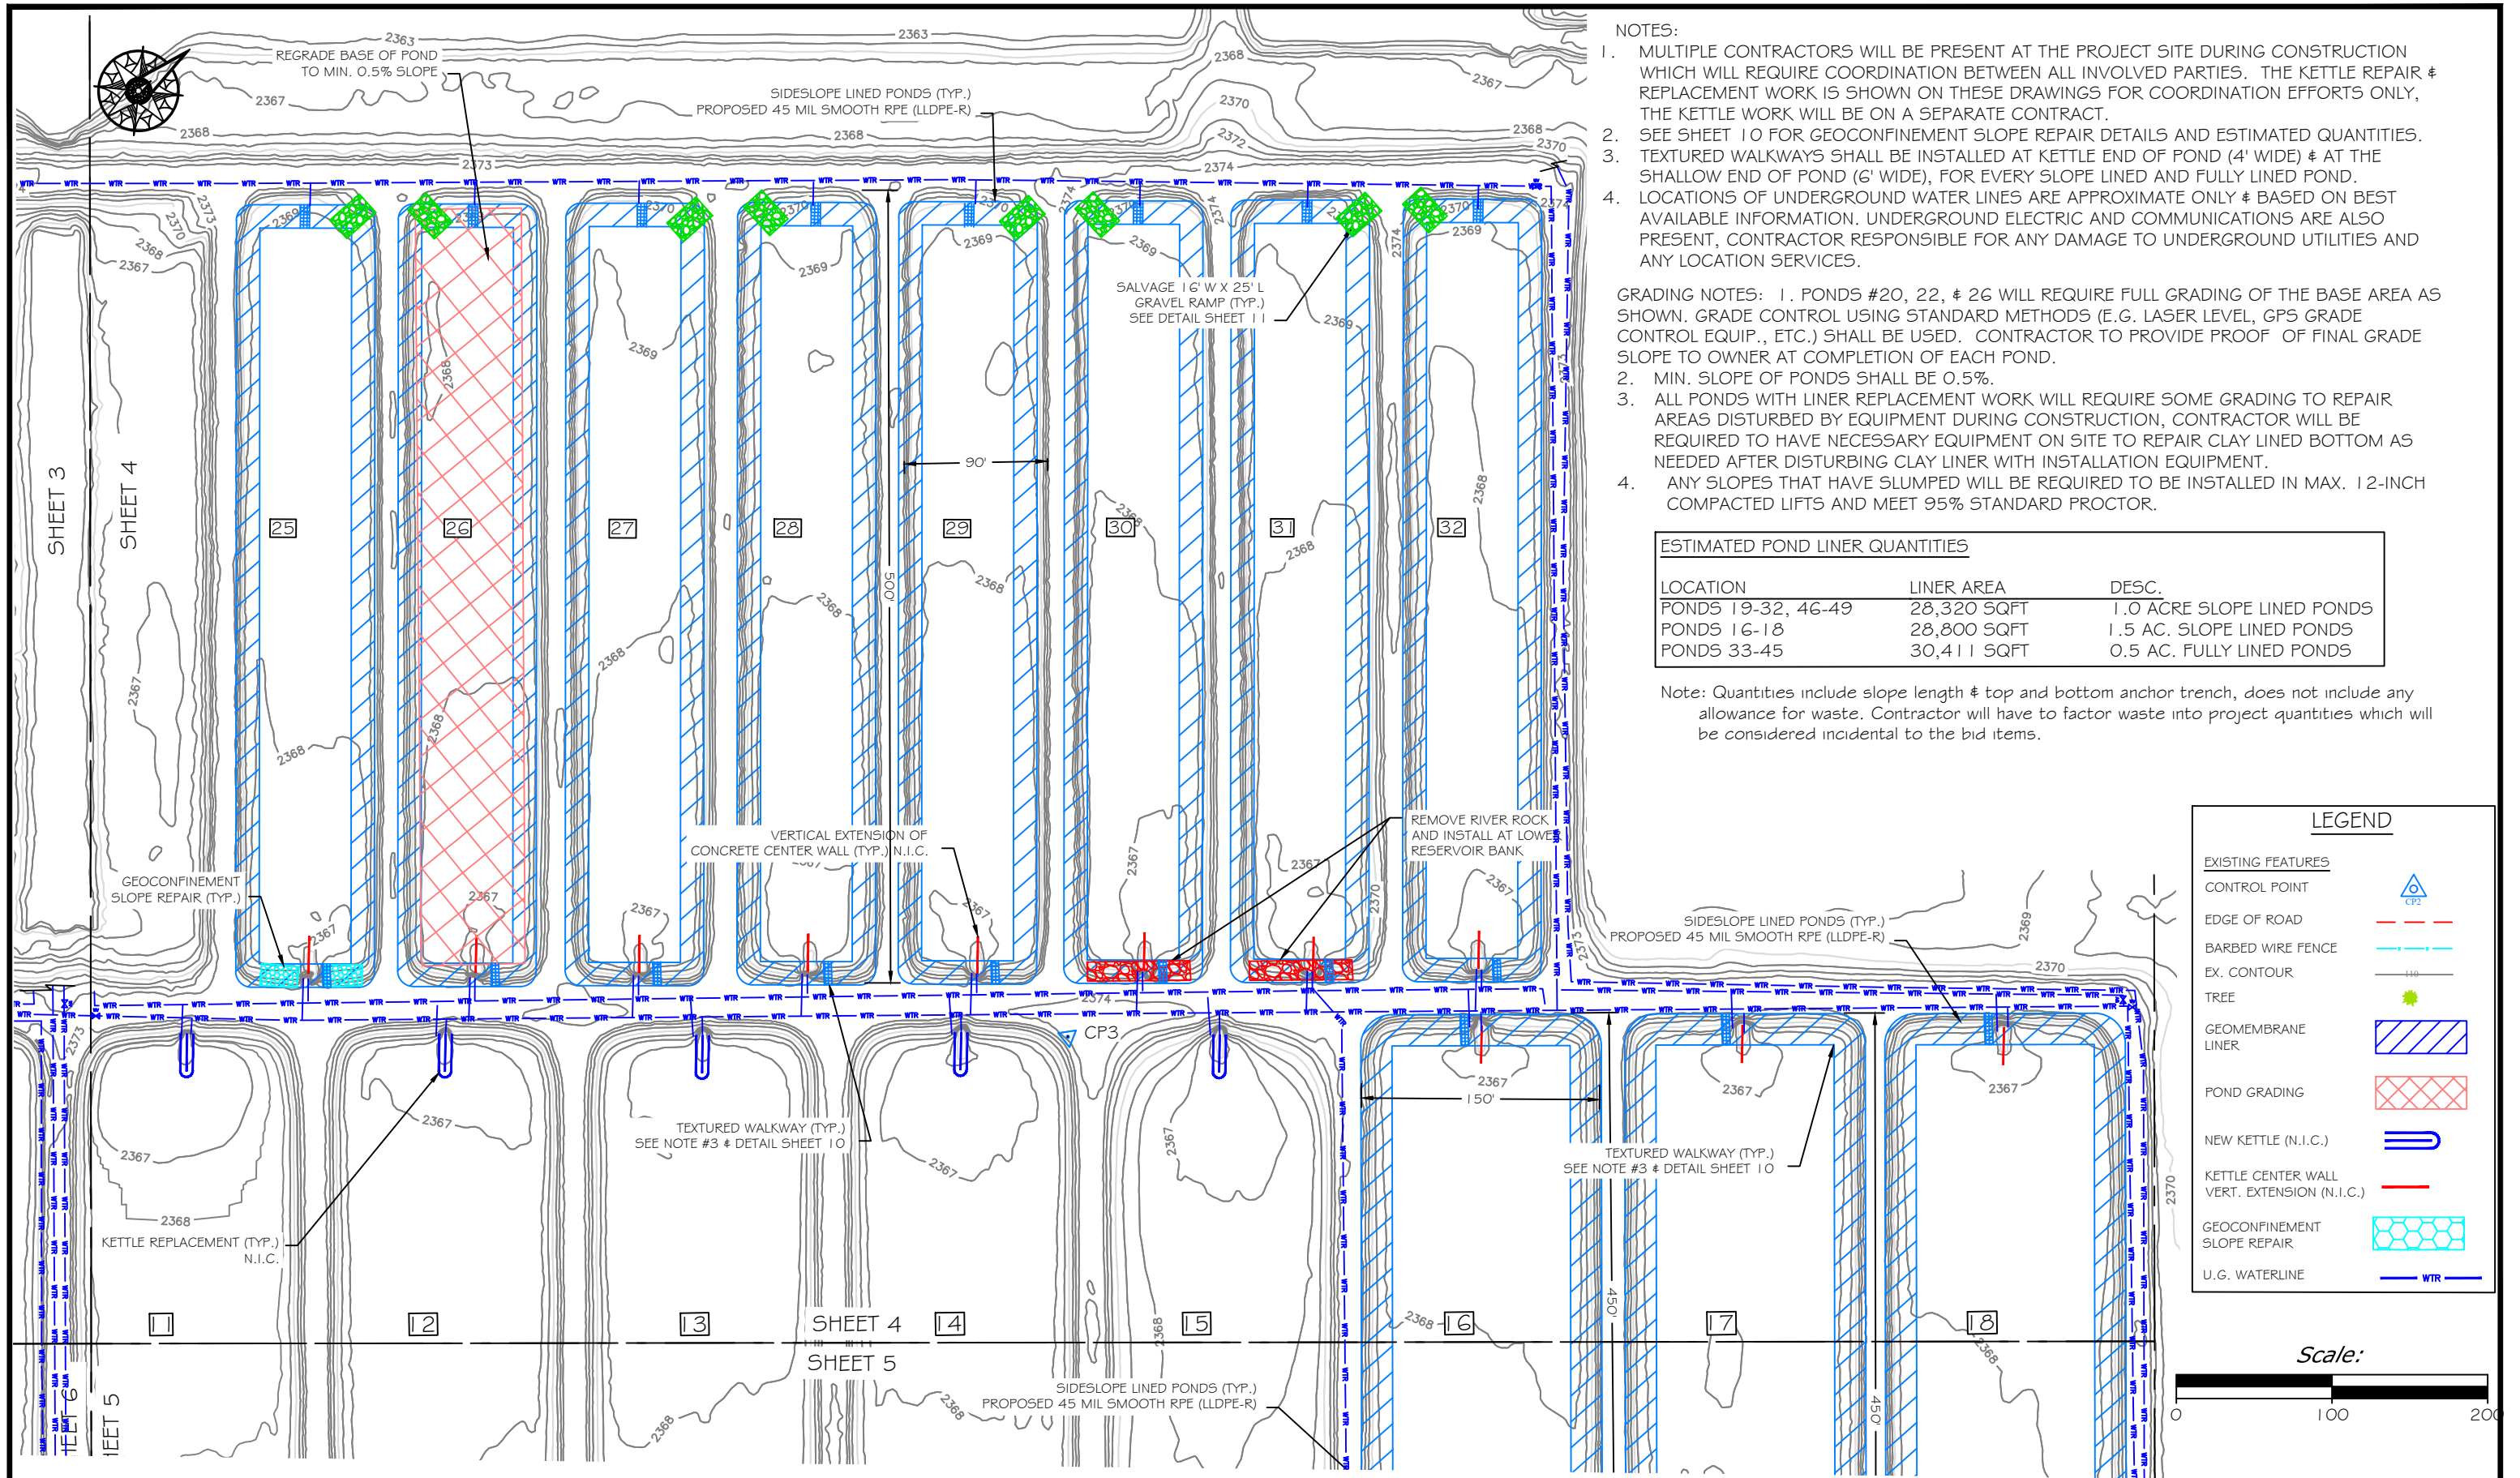 NOTES:
1. MULTIPLE CONTRACTORS WILL BE PRESENT AT THE PROJECT SITE DURING CONSTRUCTION
WHICH WILL REQUIRE COORDINATION BETWEEN ALL INVOLVED PARTIES. THE KETTLE REPAIR &
REPLACEMENT WORK IS SHOWN ON THESE DRAWINGS FOR COORDINATION EFFORTS ONLY,
THE KETTLE WORK WILL BE ON A SEPARATE CONTRACT.
2. SEE SHEET 10 FOR GEOCONFINEMENT SLOPE REPAIR DETAILS AND ESTIMATED QUANTITIES.
3. TEXTURED WALKWAYS SHALL BE INSTALLED AT KETTLE END OF POND (4' WIDE) & AT THE
SHALLOW END OF POND (6' WIDE), FOR EVERY SLOPE LINED AND FULLY LINED POND.
4. LOCATIONS OF UNDERGROUND WATER LINES ARE APPROXIMATE ONLY & BASED ON BEST
AVAILABLE INFORMATION. UNDERGROUND ELECTRIC AND COMMUNICATIONS ARE ALSO
PRESENT, CONTRACTOR RESPONSIBLE FOR ANY DAMAGE TO UNDERGROUND UTILITIES AND
ANY LOCATION SERVICES.
GRADING NOTES: 1. PONDS #20, 22, & 26 WILL REQUIRE FULL GRADING OF THE BASE AREA AS
SHOWN. GRADE CONTROL USING STANDARD METHODS (E.G. LASER LEVEL, GPS GRADE
CONTROL EQUIP., ETC.) SHALL BE USED. CONTRACTOR TO PROVIDE PROOF OF FINAL GRADE
SLOPE TO OWNER AT COMPLETION OF EACH POND.
2. MIN. SLOPE OF PONDS SHALL BE 0.5%.
3. ALL PONDS WITH LINER REPLACEMENT WORK WILL REQUIRE SOME GRADING TO REPAIR
AREAS DISTURBED BY EQUIPMENT DURING CONSTRUCTION, CONTRACTOR WILL BE
REQUIRED TO HAVE NECESSARY EQUIPMENT ON SITE TO REPAIR CLAY LINED BOTTOM AS
NEEDED AFTER DISTURBING CLAY LINER WITH INSTALLATION EQUIPMENT.
4. ANY SLOPES THAT HAVE SLUMPED WILL BE REQUIRED TO BE INSTALLED IN MAX. 12-INCH
COMPACTED LIFTS AND MEET 95% STANDARD PROCTOR.
ESTIMATED POND LINER QUANTITIES
LOCATION LINER AREA DESC.
PONDS 19-32, 46-49 28,320 SQFT 1.0 ACRE SLOPE LINED PONDS
PONDS 16-18 28,800 SQFT 1.5 AC. SLOPE LINED PONDS
PONDS 33-45 30,411 SQFT 0.5 AC. FULLY LINED PONDS
Note: Quantities include slope length & top and bottom anchor trench, does not include any
allowance for waste. Contractor will have to factor waste into project quantities which will
be considered incidental to the bid items.
LEGEND
EXISTING FEATURES
CONTROL POINT
CP2
EDGE OF ROAD
BARBED WIRE FENCE
EX. CONTOUR
110
TREE
GEOMEMBRANE
LINER
POND GRADING
NEW KETTLE (N.I.C.)
KETTLE CENTER WALL
VERT. EXTENSION (N.I.C.)
GEOCONFINEMENT
SLOPE REPAIR
U.G. WATERLINE
WTR
Scale:
0 100 200
REGRADE BASE OF POND
TO MIN. 0.5% SLOPE
SIDESLOPE LINED PONDS (TYP.)
PROPOSED 45 MIL SMOOTH RPE (LLDPE-R)
SALVAGE 16' W X 25' L
GRAVEL RAMP (TYP.)
SEE DETAIL SHEET 11
SHEET 3
SHEET 4
25
26
27
28
29
30
31
32
90'
500'
VERTICAL EXTENSION OF
CONCRETE CENTER WALL (TYP.) N.I.C.
REMOVE RIVER ROCK
AND INSTALL AT LOWER
RESERVOIR BANK
GEOCONFINEMENT
SLOPE REPAIR (TYP.)
SIDESLOPE LINED PONDS (TYP.)
PROPOSED 45 MIL SMOOTH RPE (LLDPE-R)
CP3
150'
450'
450'
TEXTURED WALKWAY (TYP.)
SEE NOTE #3 & DETAIL SHEET 10
TEXTURED WALKWAY (TYP.)
SEE NOTE #3 & DETAIL SHEET 10
KETTLE REPLACEMENT (TYP.)
N.I.C.
11
12
13
SHEET 4
14
15
16
17
18
SHEET 5
SIDESLOPE LINED PONDS (TYP.)
PROPOSED 45 MIL SMOOTH RPE (LLDPE-R)
2363
2363
2367
2368
2368
2368
2370
2372
2374
2373
2367
2368
2370